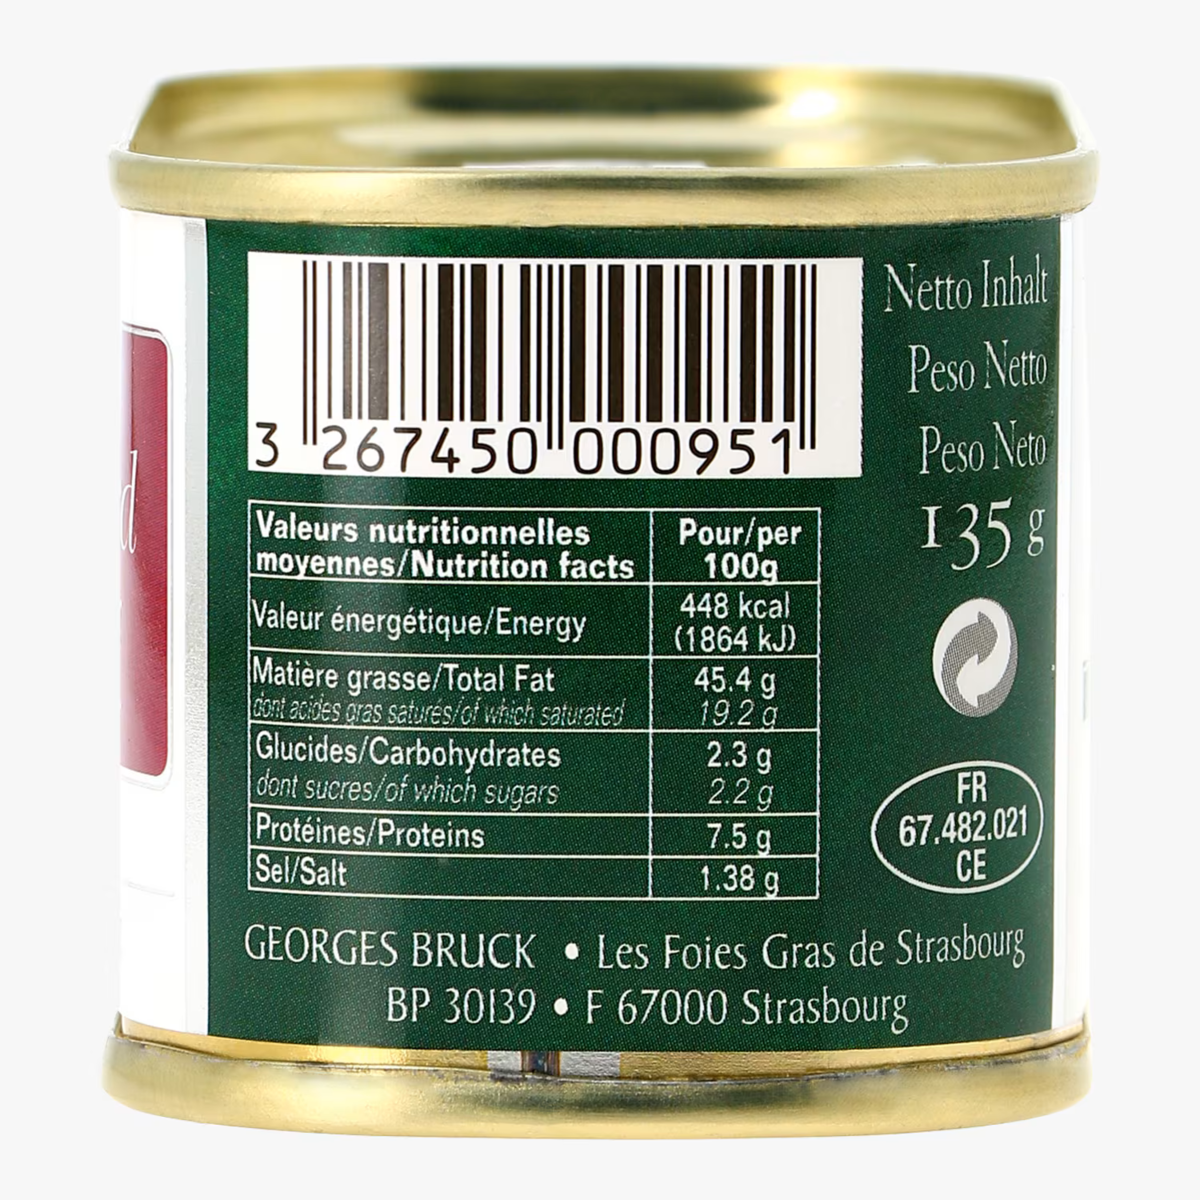 3 267450 000951
Netto Inhalt
Peso Netto
Peso Neto
135 g
Valeurs nutritionnelles
moyennes/Nutrition facts
Pour/per
100g
Valeur énergétique/Energy
448 kcal
(1864 kJ)
Matière grasse/Total Fat
45.4 g
dont acides gras satures/of which saturated
19.2 g
Glucides/Carbohydrates
2.3 g
dont sucres/of which sugars
2.2 g
Protéines/Proteins
7.5 g
Sel/Salt
1.38 g
FR
67.482.021
CE
GEORGES BRUCK • Les Foies Gras de Strasbourg
BP 30139 • F 67000 Strasbourg